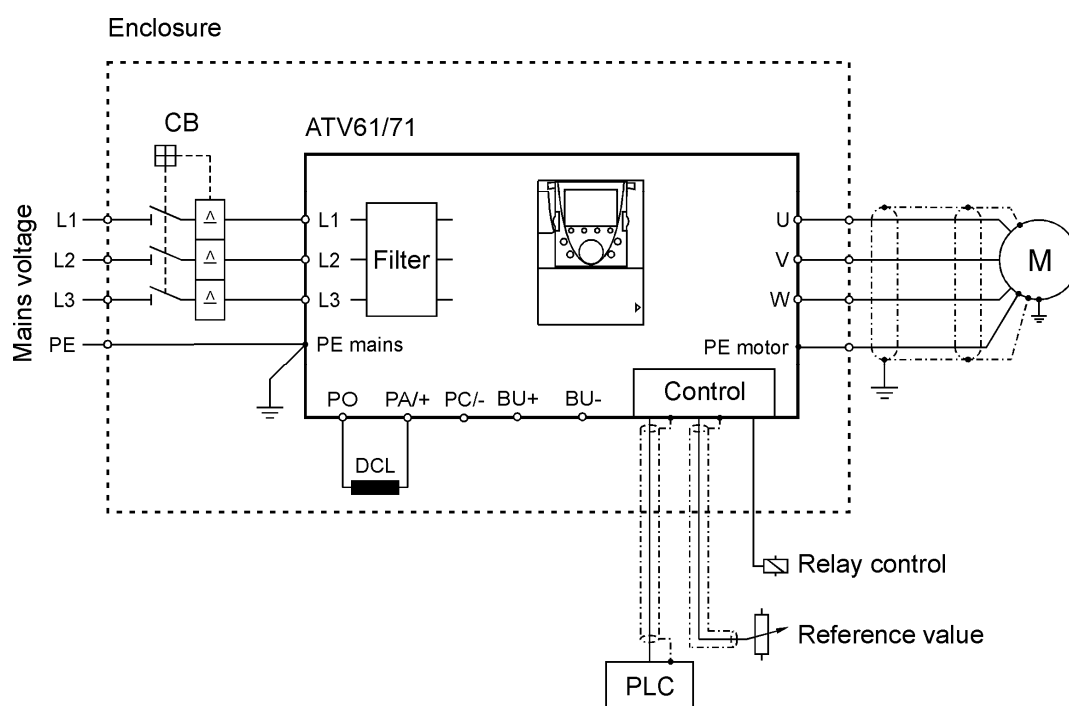 Enclosure
CB
ATV61/71
Mains voltage
L1
L1
U
L2
L2
Filter
V
M
L3
L3
W
PE
PE mains
PE motor
PO
PA/+
PC/-
BU+
BU-
Control
DCL
Relay control
Reference value
PLC